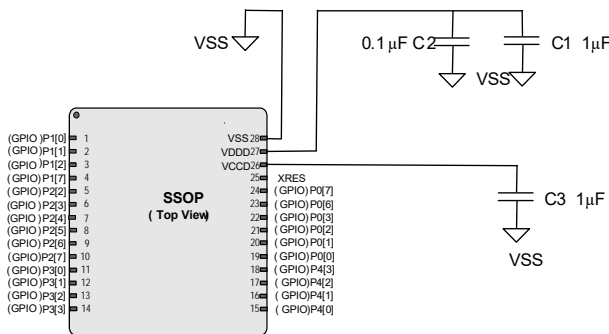 VSS
0.1 µF C2
C1 1µF
VSS
(GPIO )P1[0] 1
(GPIO)P1[1] 2
(GPIO)P1[2] 3
(GPIO)P1[7] 4
(GPIO)P2[2] 5
(GPIO)P2[3] 6
(GPIO)P2[4] 7
(GPIO)P2[5] 8
(GPIO)P2[6] 9
(GPIO)P2[7] 10
(GPIO)P3[0] 11
(GPIO)P3[1] 12
(GPIO)P3[2] 13
(GPIO)P3[3] 14
SSOP
( Top View)
VSS 28
VDDD 27
VCCD 26
25 XRES
24 (GPIO) P0[7]
23 (GPIO) P0[6]
22 (GPIO) P0[3]
21 (GPIO) P0[2]
20 (GPIO) P0[1]
19 (GPIO) P0[0]
18 (GPIO) P4[3]
17 (GPIO) P4[2]
16 (GPIO) P4[1]
15 (GPIO) P4[0]
C3 1µF
VSS